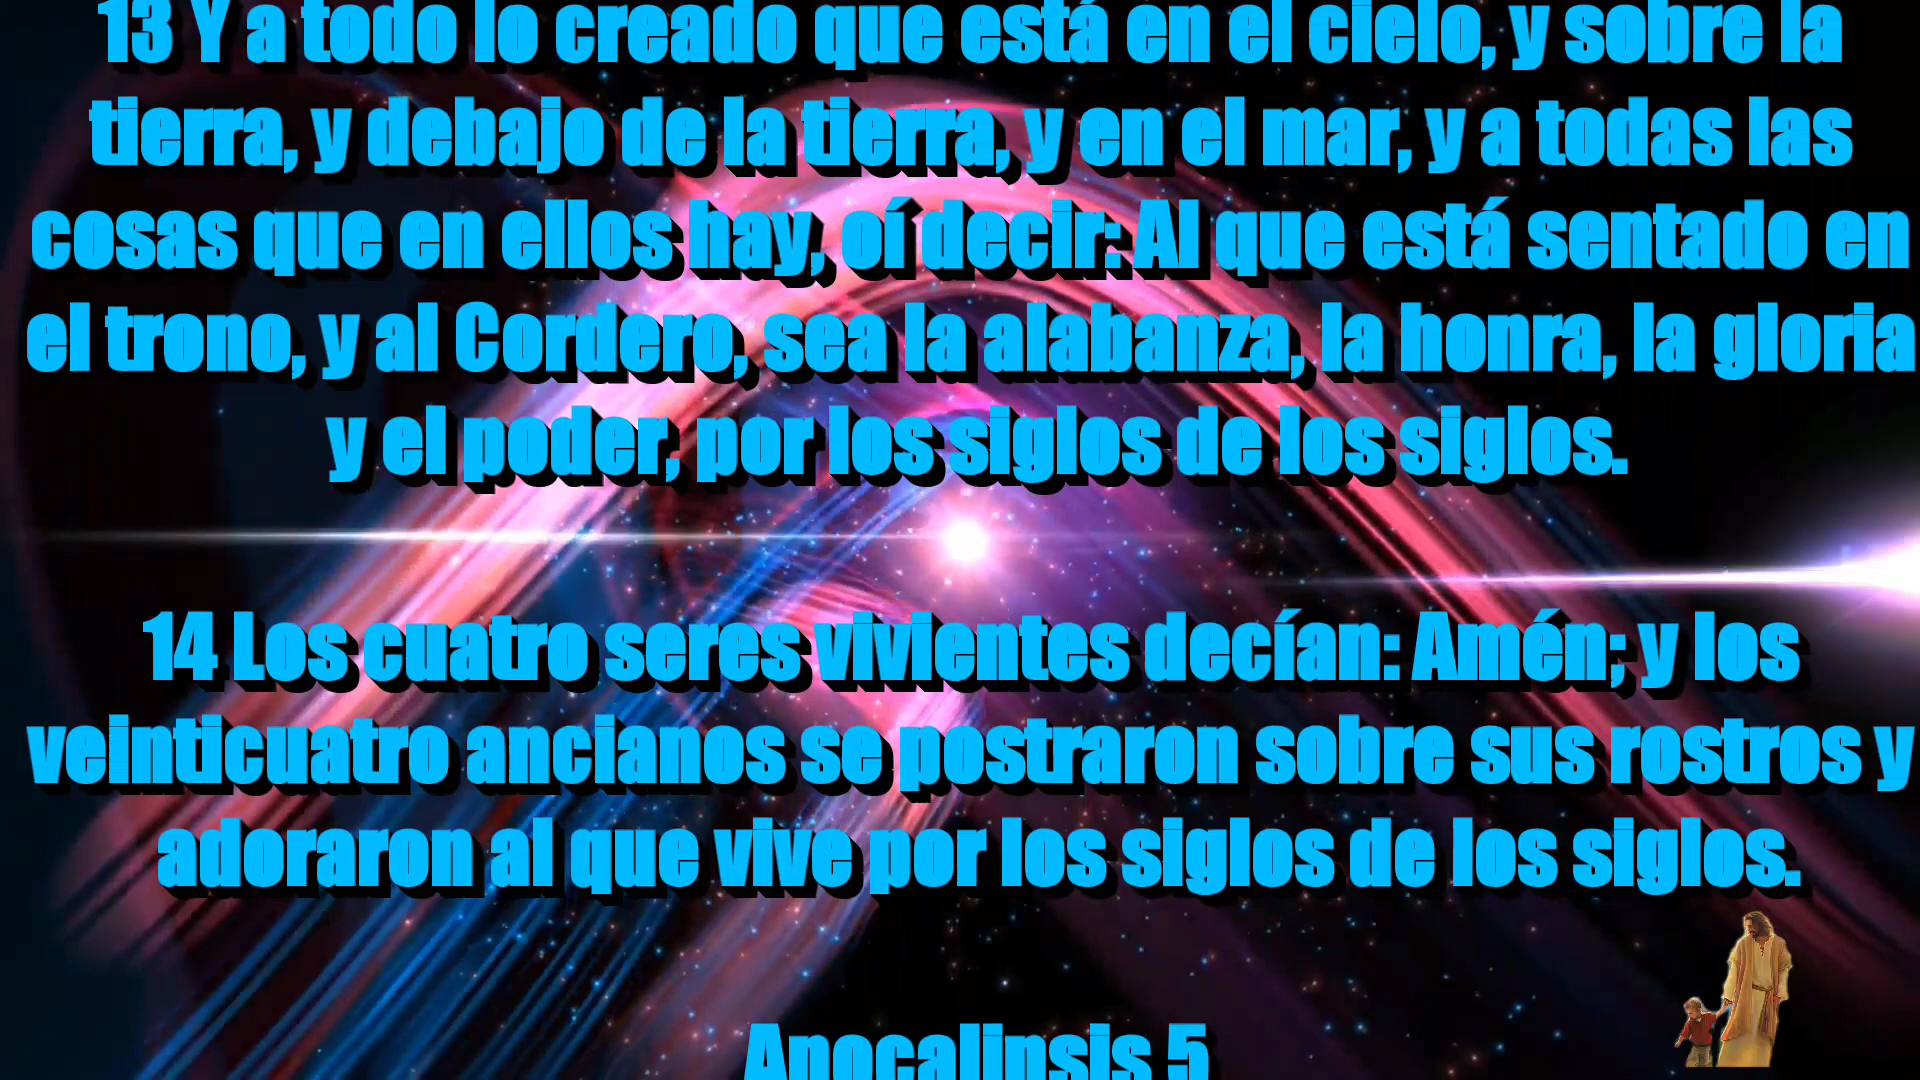 13 Y a todo lo creado que está en el cielo, y sobre la
tierra, y debajo de la tierra, y en el mar, y a todas las
cosas que en ellos hay, oí decir: Al que está sentado en
el trono, y al Cordero, sea la alabanza, la honra, la gloria
y el poder, por los siglos de los siglos.
14 Los cuatro seres vivientes decían: Amén; y los
veinticuatro ancianos se postraron sobre sus rostros y
adoraron al que vive por los siglos de los siglos.
Apocalipsis 5